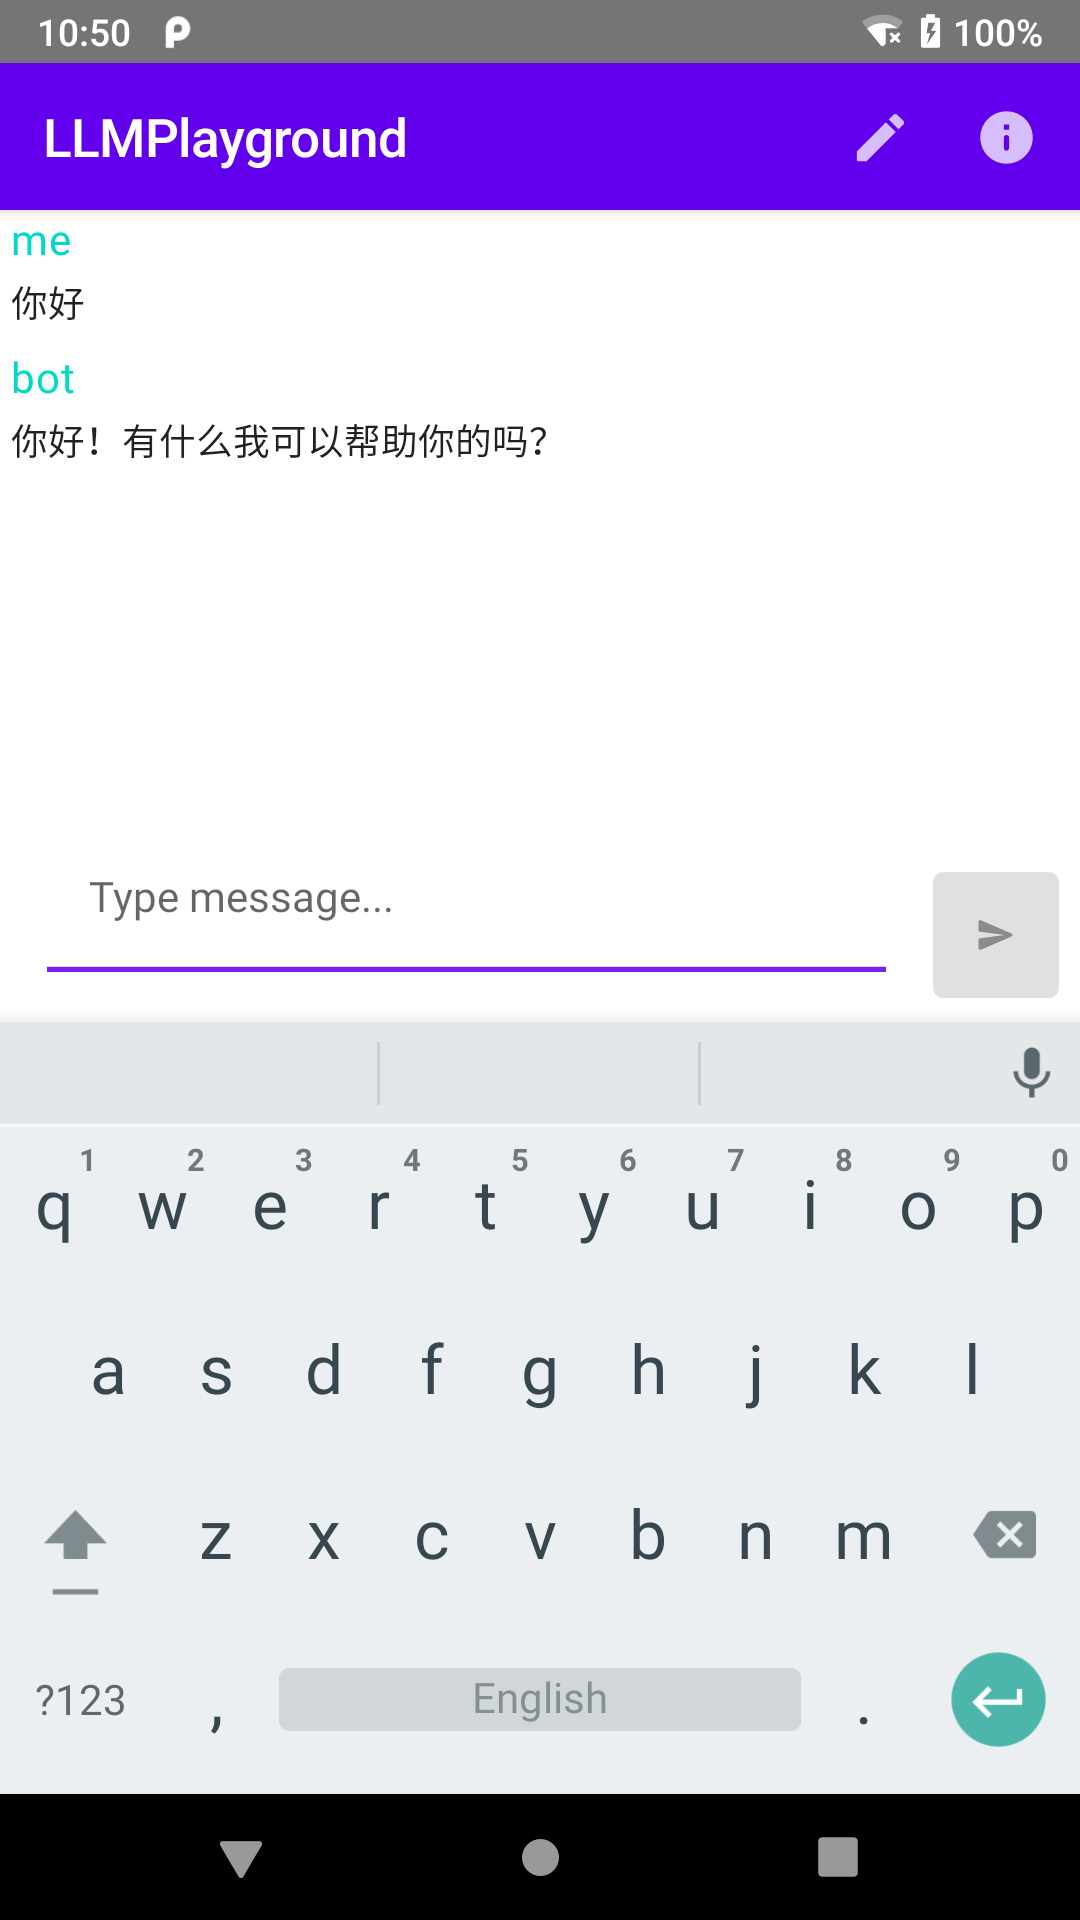 10:50 100%
LLMPlayground
me
你好
bot
你好！有什么我可以帮助你的吗？
Type message...
1 2 3 4 5 6 7 8 9 0
q w e r t y u i o p
a s d f g h j k l
z x c v b n m
?123 , English .